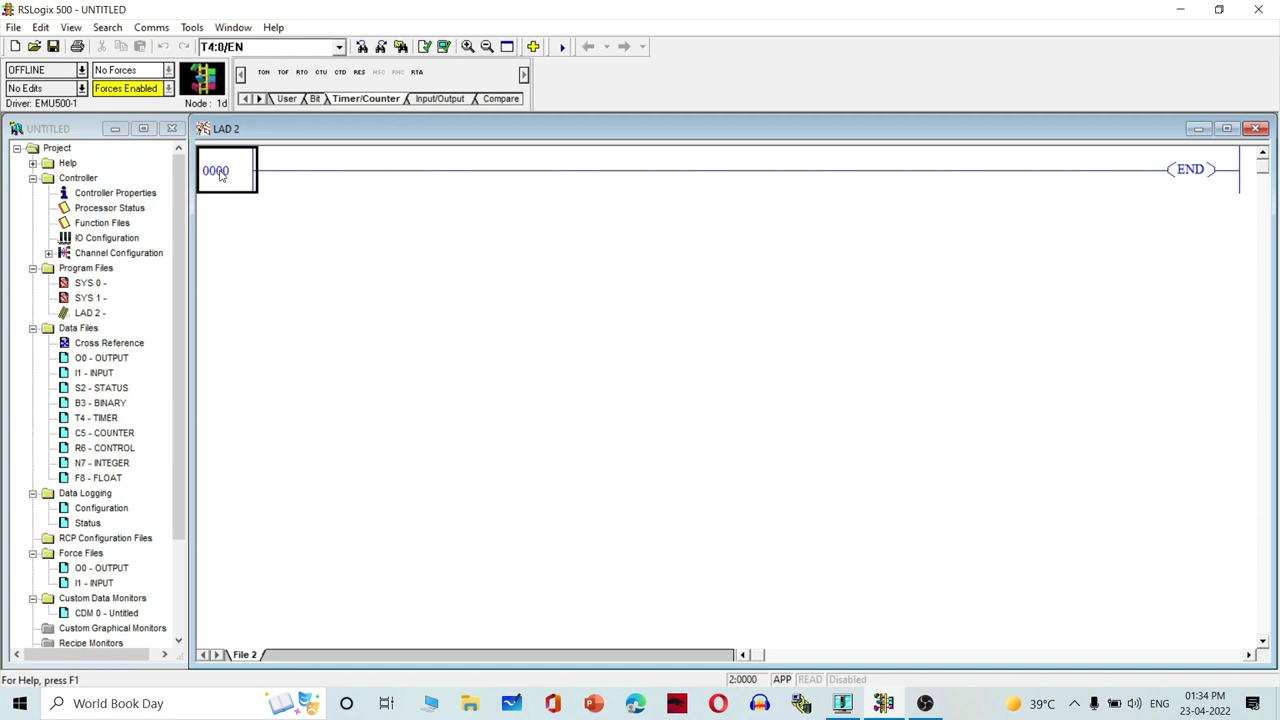 RSLogix 500 - UNTITLED
File Edit View Search Comms Tools Window Help
T4:0/EN
OFFLINE No Forces
No Edits Forces Enabled
Driver: EMU500-1 Node : 1d
TON TOF RTO CTU CTD RES HSC RHC RTA
User Bit Timer/Counter Input/Output Compare
UNTITLED
Project
Help
Controller
Controller Properties
Processor Status
Function Files
IO Configuration
Channel Configuration
Program Files
SYS 0 -
SYS 1 -
LAD 2 -
Data Files
Cross Reference
O0 - OUTPUT
I1 - INPUT
S2 - STATUS
B3 - BINARY
T4 - TIMER
C5 - COUNTER
R6 - CONTROL
N7 - INTEGER
F8 - FLOAT
Data Logging
Configuration
Status
RCP Configuration Files
Force Files
O0 - OUTPUT
I1 - INPUT
Custom Data Monitors
CDM 0 - Untitled
Custom Graphical Monitors
Recipe Monitors
LAD 2
0000
END
File 2
For Help, press F1
2:0000 APP READ Disabled
World Book Day
39°C
ENG
01:34 PM
23-04-2022